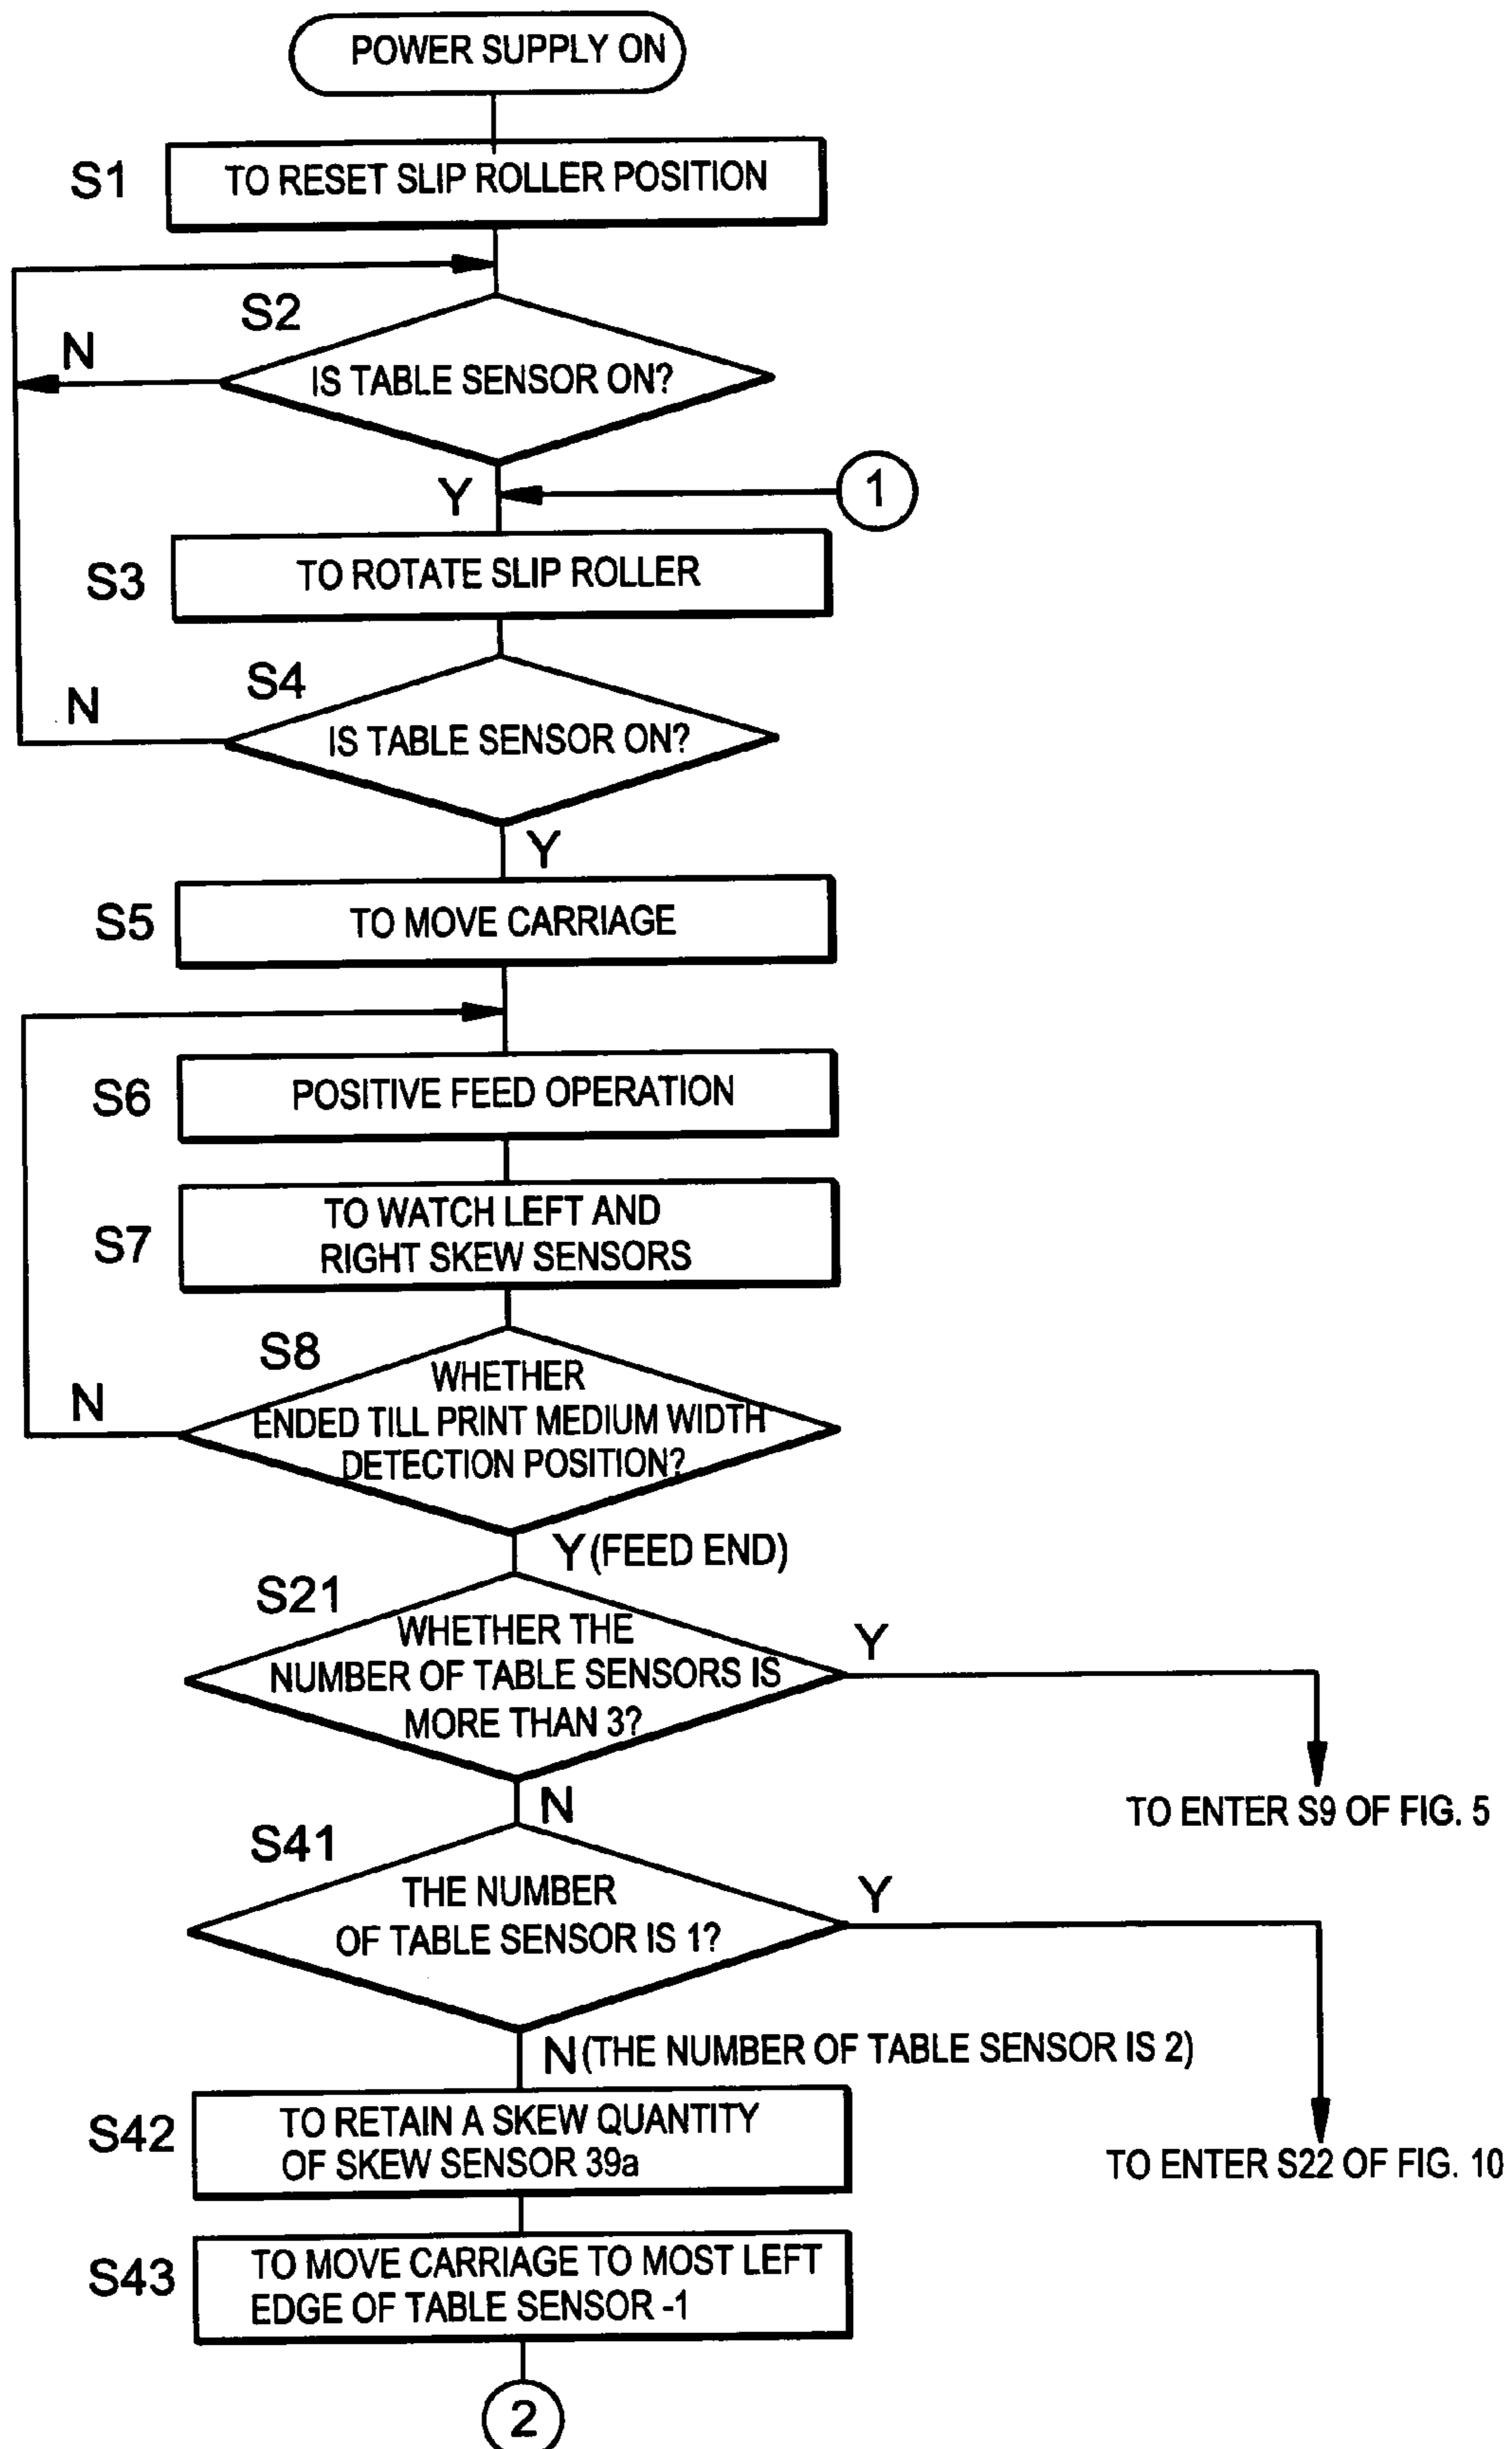 POWER SUPPLY ON
S1
TO RESET SLIP ROLLER POSITION
S2
N
IS TABLE SENSOR ON?
Y
1
S3
TO ROTATE SLIP ROLLER
S4
N
IS TABLE SENSOR ON?
Y
S5
TO MOVE CARRIAGE
S6
POSITIVE FEED OPERATION
S7
TO WATCH LEFT AND
RIGHT SKEW SENSORS
S8
N
WHETHER
ENDED TILL PRINT MEDIUM WIDTH
DETECTION POSITION?
Y (FEED END)
S21
WHETHER THE
NUMBER OF TABLE SENSORS IS
MORE THAN 3?
Y
TO ENTER S9 OF FIG. 5
N
S41
THE NUMBER
OF TABLE SENSOR IS 1?
Y
N (THE NUMBER OF TABLE SENSOR IS 2)
TO ENTER S22 OF FIG. 10
S42
TO RETAIN A SKEW QUANTITY
OF SKEW SENSOR 39a
S43
TO MOVE CARRIAGE TO MOST LEFT
EDGE OF TABLE SENSOR -1
2